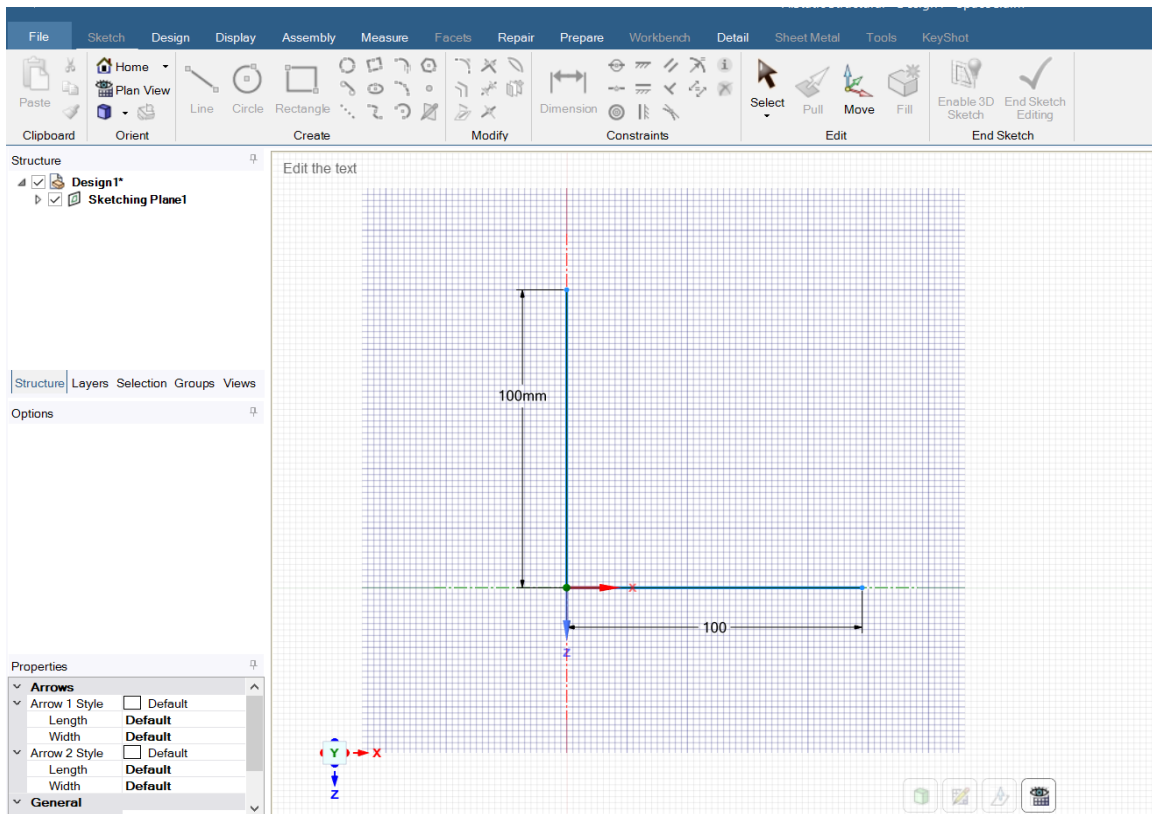 File Sketch Design Display Assembly Measure Facets Repair Prepare Workbench Detail Sheet Metal Tools KeyShot
Paste
Home
Plan View
Line Circle Rectangle
Dimension
Select Pull Move Fill
Enable 3D Sketch
End Sketch Editing
Clipboard Orient Create Modify Constraints Edit End Sketch
Structure
Design1*
Sketching Plane1
Structure Layers Selection Groups Views
Options
Properties
Arrows
Arrow 1 Style Default
Length Default
Width Default
Arrow 2 Style Default
Length Default
Width Default
General
Edit the text
100mm
X
100
Z
Y X
Z